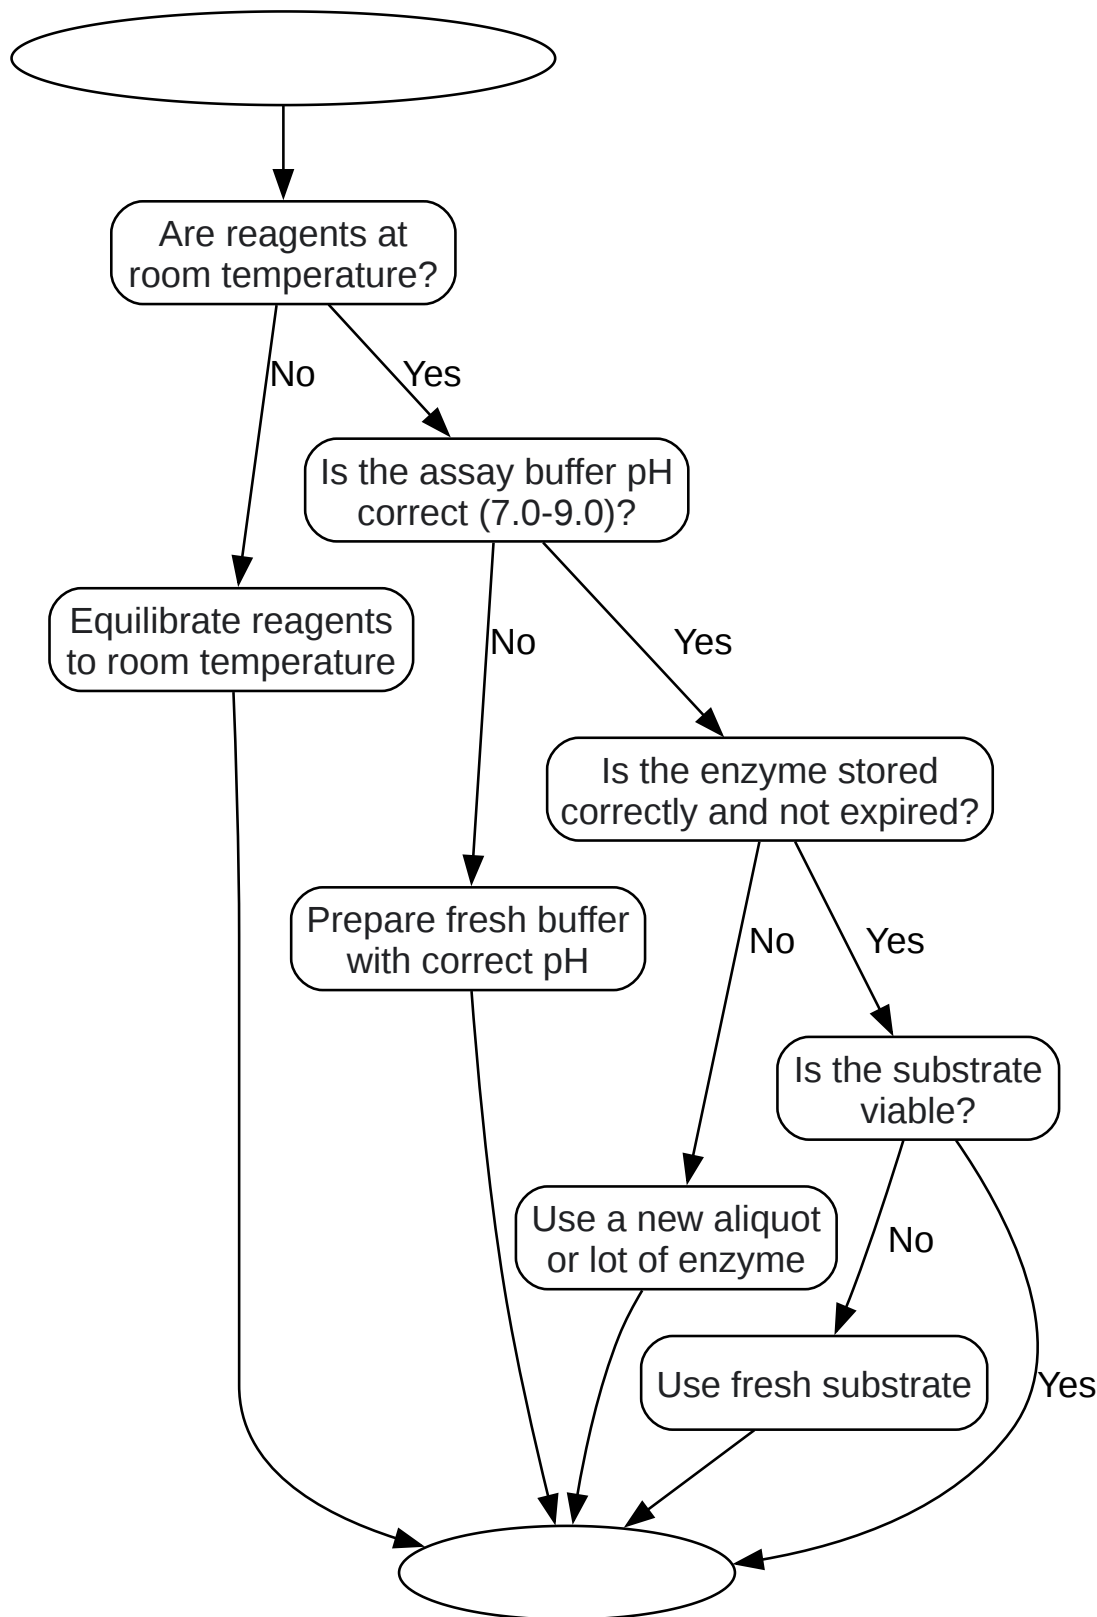 Are reagents at
room temperature?
No
Yes
Is the assay buffer pH
correct (7.0-9.0)?
Equilibrate reagents
to room temperature
No
Yes
Is the enzyme stored
correctly and not expired?
Prepare fresh buffer
with correct pH
No
Yes
Is the substrate
viable?
Use a new aliquot
or lot of enzyme
No
Use fresh substrate
Yes